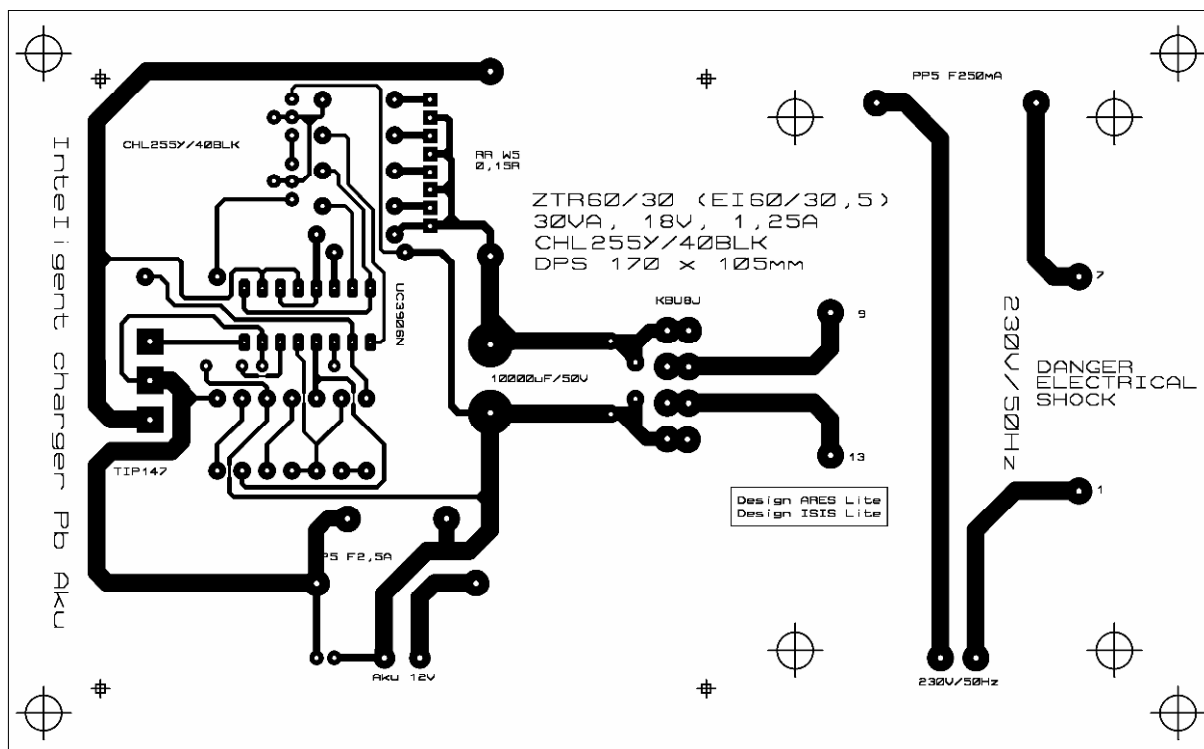 PP5 F250mA
CHL255Y/40BLK
RR W5
0,15R
ZTR60/30 (EI60/30,5)
30VA, 18V, 1,25A
CHL255Y/40BLK
DPS 170 x 105mm
Inteligent charger Pb Aku
UC3906N
KBU8J
7
9
230V/50Hz
10000uF/50V
DANGER
ELECTRICAL
SHOCK
TIP147
13
1
Design ARES Lite
Design ISIS Lite
P5 F2,5A
Aku 12V
230V/50Hz